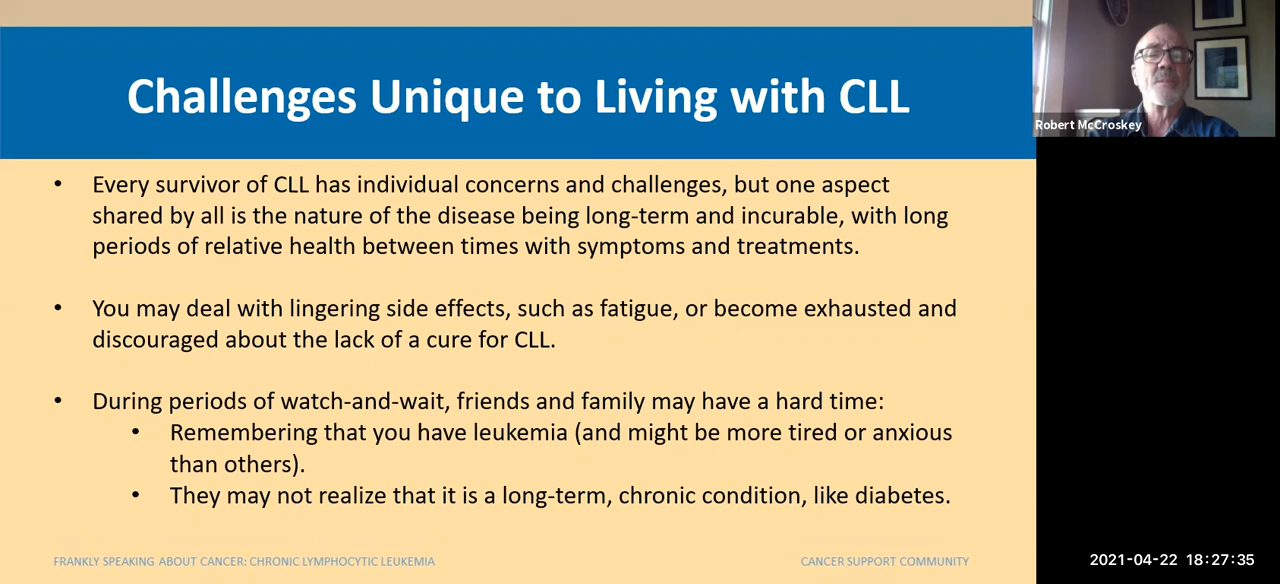 Challenges Unique to Living with CLL
Robert McCroskey
• Every survivor of CLL has individual concerns and challenges, but one aspect
shared by all is the nature of the disease being long-term and incurable, with long
periods of relative health between times with symptoms and treatments.
• You may deal with lingering side effects, such as fatigue, or become exhausted and
discouraged about the lack of a cure for CLL.
• During periods of watch-and-wait, friends and family may have a hard time:
• Remembering that you have leukemia (and might be more tired or anxious
than others).
• They may not realize that it is a long-term, chronic condition, like diabetes.
FRANKLY SPEAKING ABOUT CANCER: CHRONIC LYMPHOCYTIC LEUKEMIA
CANCER SUPPORT COMMUNITY
2021-04-22 18:27:35